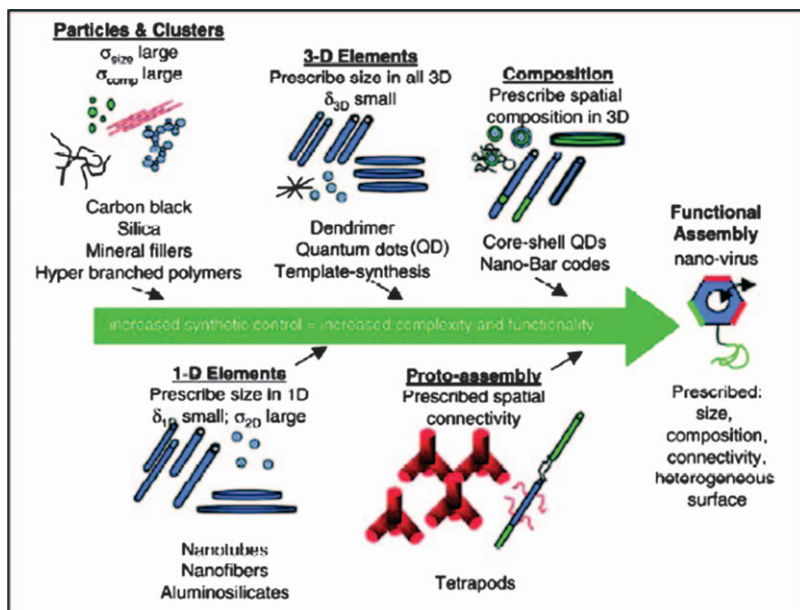 Particles & Clusters
σsize large
σcomp large
Carbon black
Silica
Mineral fillers
Hyper branched polymers
3-D Elements
Prescribe size in all 3D
δ3D small
Dendrimer
Quantum dots (QD)
Template-synthesis
Composition
Prescribe spatial
composition in 3D
Core-shell QDs
Nano-Bar codes
Functional
Assembly
nano-virus
increased synthetic control = increased complexity and functionality
1-D Elements
Prescribe size in 1D
δ1D small; σ2D large
Nanotubes
Nanofibers
Aluminosilicates
Proto-assembly
Prescribed spatial
connectivity
Tetrapods
Prescribed:
size,
composition,
connectivity,
heterogeneous
surface